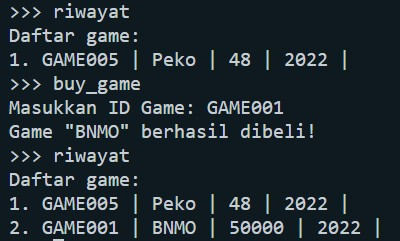 >>> riwayat
Daftar game:
1. GAME005 | Peko | 48 | 2022 |
>>> buy_game
Masukkan ID Game: GAME001
Game "BNMO" berhasil dibeli!
>>> riwayat
Daftar game:
1. GAME005 | Peko | 48 | 2022 |
2. GAME001 | BNMO | 50000 | 2022 |